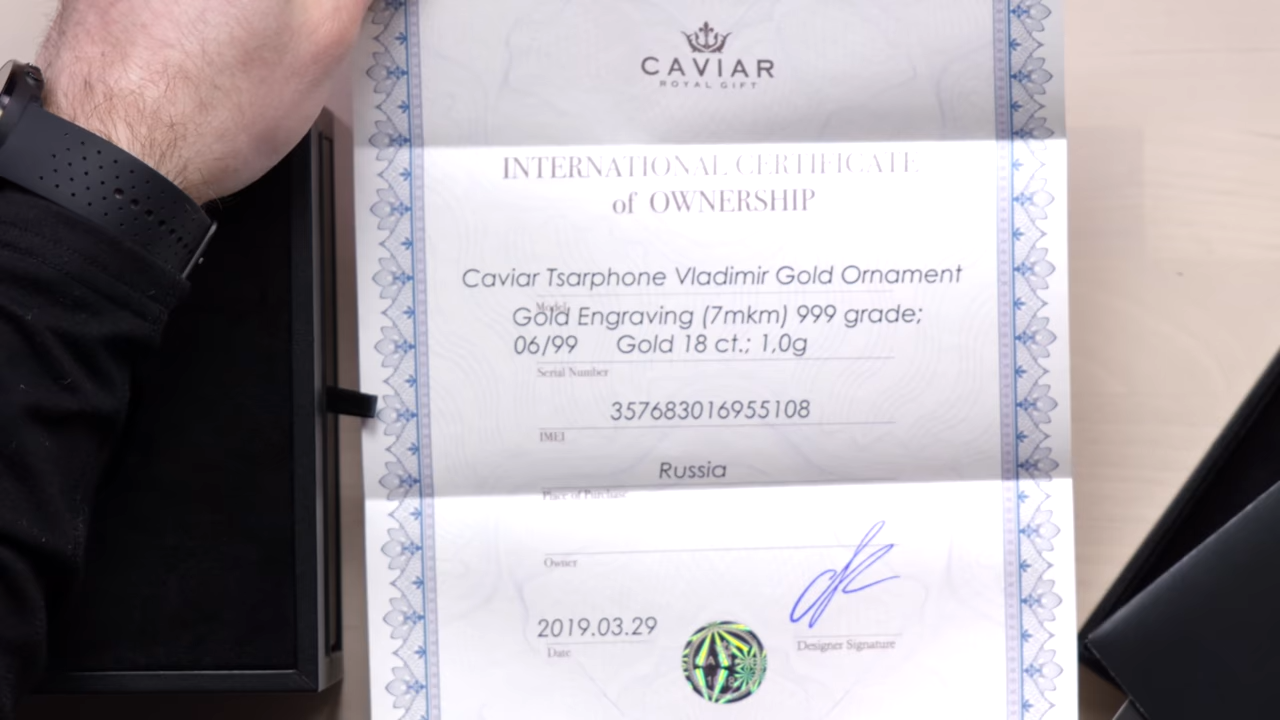 CAVIAR
ROYAL GIFT
INTERNATIONAL CERTIFICATE
of OWNERSHIP
Caviar Tsarphone Vladimir Gold Ornament
Model
Gold Engraving (7mkm) 999 grade;
06/99 Gold 18 ct.; 1,0g
Serial Number
357683016955108
IMEI
Russia
Place of Purchase
Owner
2019.03.29
Date
Designer Signature